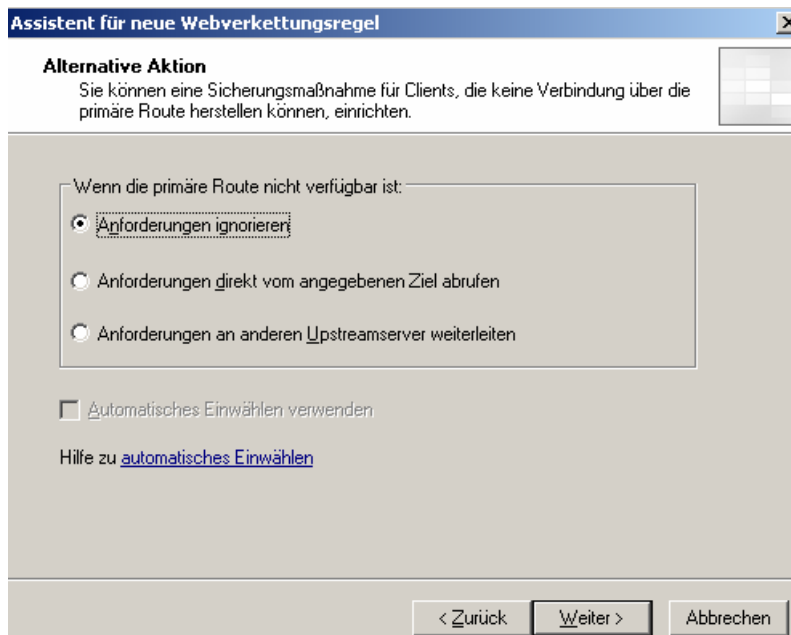 Assistent für neue Webverkettungsregel
Alternative Aktion
Sie können eine Sicherungsmaßnahme für Clients, die keine Verbindung über die
primäre Route herstellen können, einrichten.
Wenn die primäre Route nicht verfügbar ist:
Anforderungen ignorieren
Anforderungen direkt vom angegebenen Ziel abrufen
Anforderungen an anderen Upstreamserver weiterleiten
Automatisches Einwählen verwenden
Hilfe zu automatisches Einwählen
< Zurück Weiter > Abbrechen